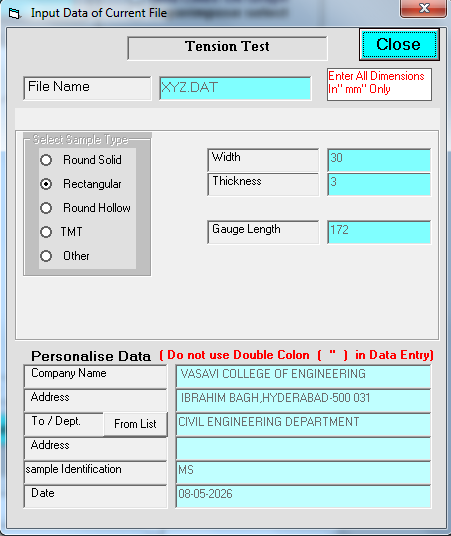 Input Data of Current File
Tension Test
Close
File Name
XYZ.DAT
Enter All Dimensions
In" mm" Only
Select Sample Type
Round Solid
Rectangular
Round Hollow
TMT
Other
Width
30
Thickness
3
Gauge Length
172
Personalise Data
( Do not use Double Colon ( " ) in Data Entry)
Company Name
VASAVI COLLEGE OF ENGINEERING
Address
IBRAHIM BAGH,HYDERABAD-500 031
To / Dept.
From List
CIVIL ENGINEERING DEPARTMENT
Address
sample Identification
MS
Date
08-05-2026